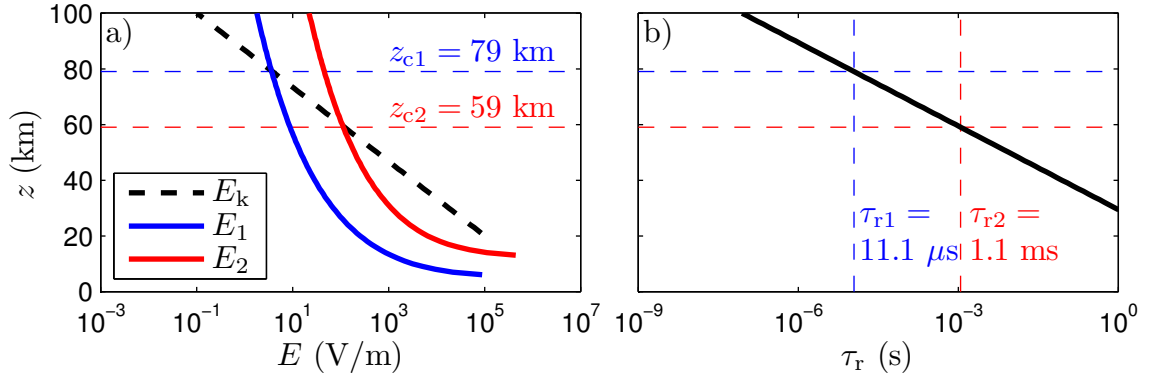 a)
100
80
60
40
20
0
z (km)
z_c1 = 79 km
z_c2 = 59 km
E_k
E_1
E_2
10^−3 10^−1 10^1 10^3 10^5 10^7
E (V/m)
b)
τ_r1 =
11.1 μs
τ_r2 =
1.1 ms
10^−9 10^−6 10^−3 10^0
τ_r (s)